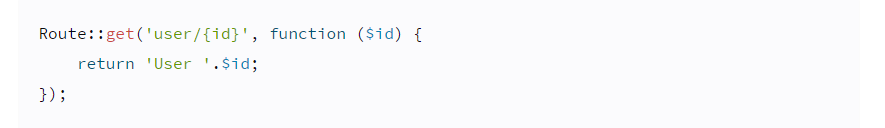 Route::get('user/{id}', function ($id) {
    return 'User '.$id;
});